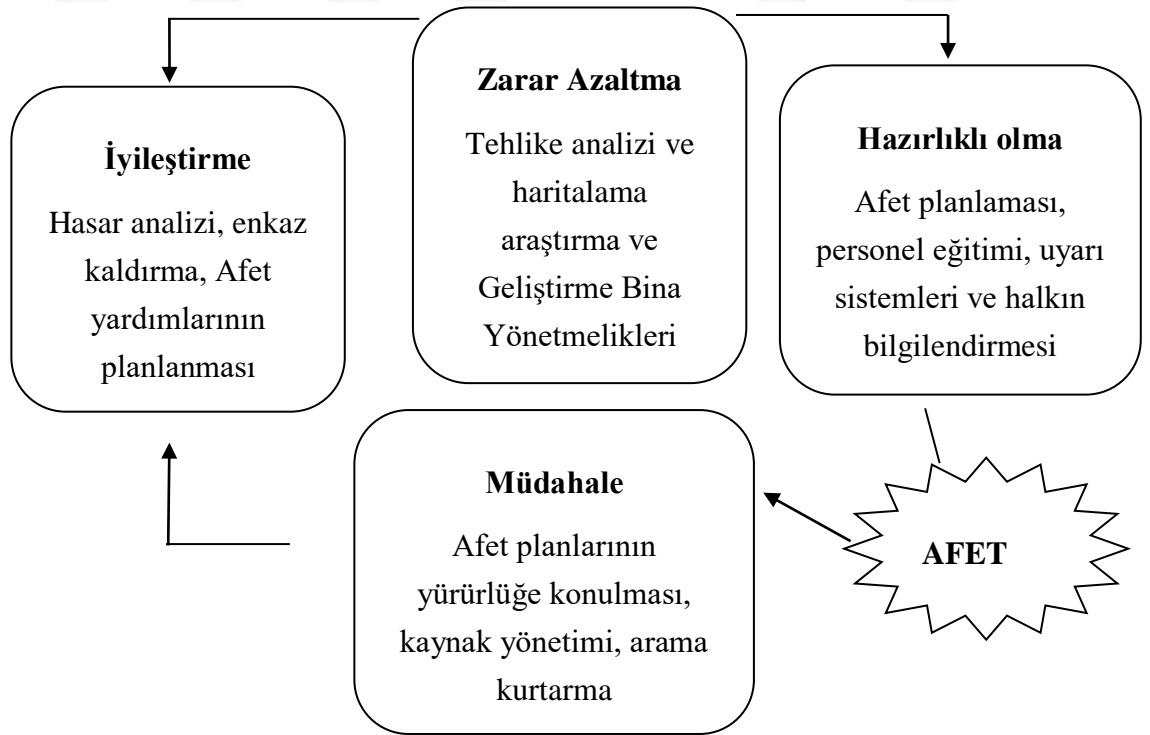 Zarar Azaltma
Tehlike analizi ve
haritalama
araştırma ve
Geliştirme Bina
Yönetmelikleri
İyileştirme
Hasar analizi, enkaz
kaldırma, Afet
yardımlarının
planlanması
Hazırlıklı olma
Afet planlaması,
personel eğitimi, uyarı
sistemleri ve halkın
bilgilendirmesi
Müdahale
Afet planlarının
yürürlüğe konulması,
kaynak yönetimi, arama
kurtarma
AFET